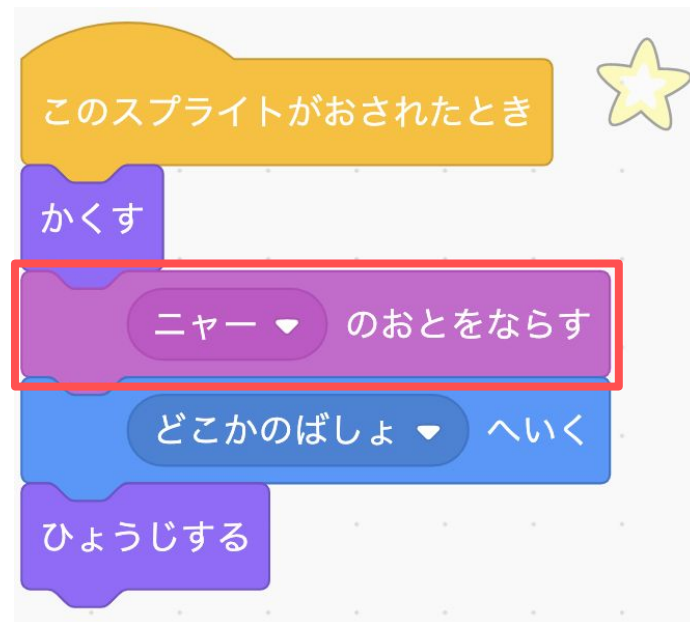 このスプライトがおされたとき
かくす
ニャー のおとをならす
どこかのばしょ へいく
ひょうじする